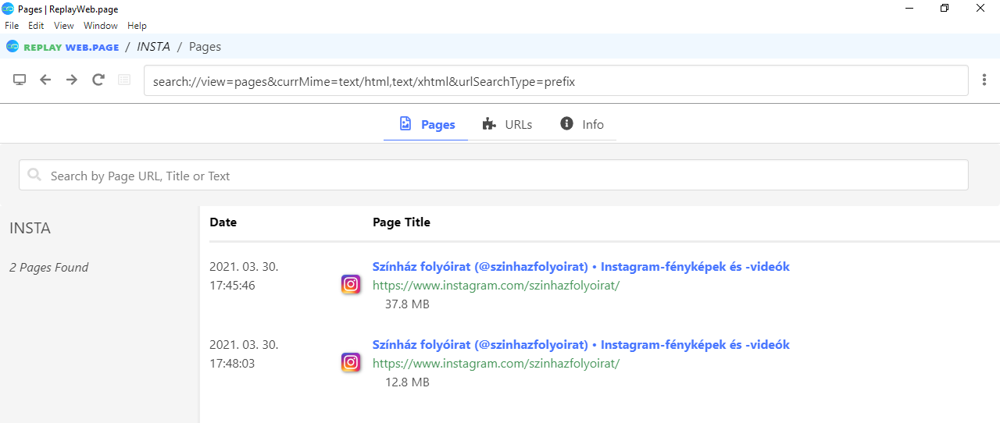 Pages | ReplayWeb.page
File Edit View Window Help
REPLAY WEB.PAGE / INSTA / Pages
search://view=pages&currMime=text/html,text/xhtml&urlSearchType=prefix
Pages URLs Info
Search by Page URL, Title or Text
INSTA
2 Pages Found
Date Page Title
2021. 03. 30. Színház folyóirat (@szinhazfolyoirat) • Instagram-fényképek és -videók
17:45:46 https://www.instagram.com/szinhazfolyoirat/
37.8 MB
2021. 03. 30. Színház folyóirat (@szinhazfolyoirat) • Instagram-fényképek és -videók
17:48:03 https://www.instagram.com/szinhazfolyoirat/
12.8 MB